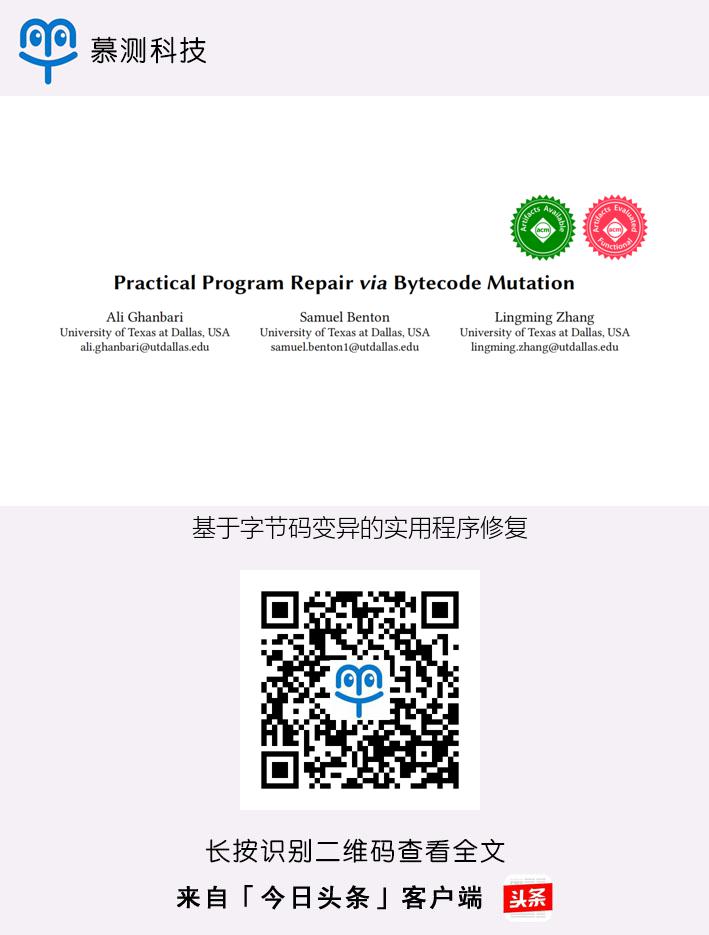 慕测科技
Artifacts Available
acm
Artifacts Evaluated
acm
Functional
Practical Program Repair via Bytecode Mutation
Ali Ghanbari
University of Texas at Dallas, USA
ali.ghanbari@utdallas.edu
Samuel Benton
University of Texas at Dallas, USA
samuel.benton1@utdallas.edu
Lingming Zhang
University of Texas at Dallas, USA
lingming.zhang@utdallas.edu
基于字节码变异的实用程序修复
长按识别二维码查看全文
来自「今日头条」客户端
头条